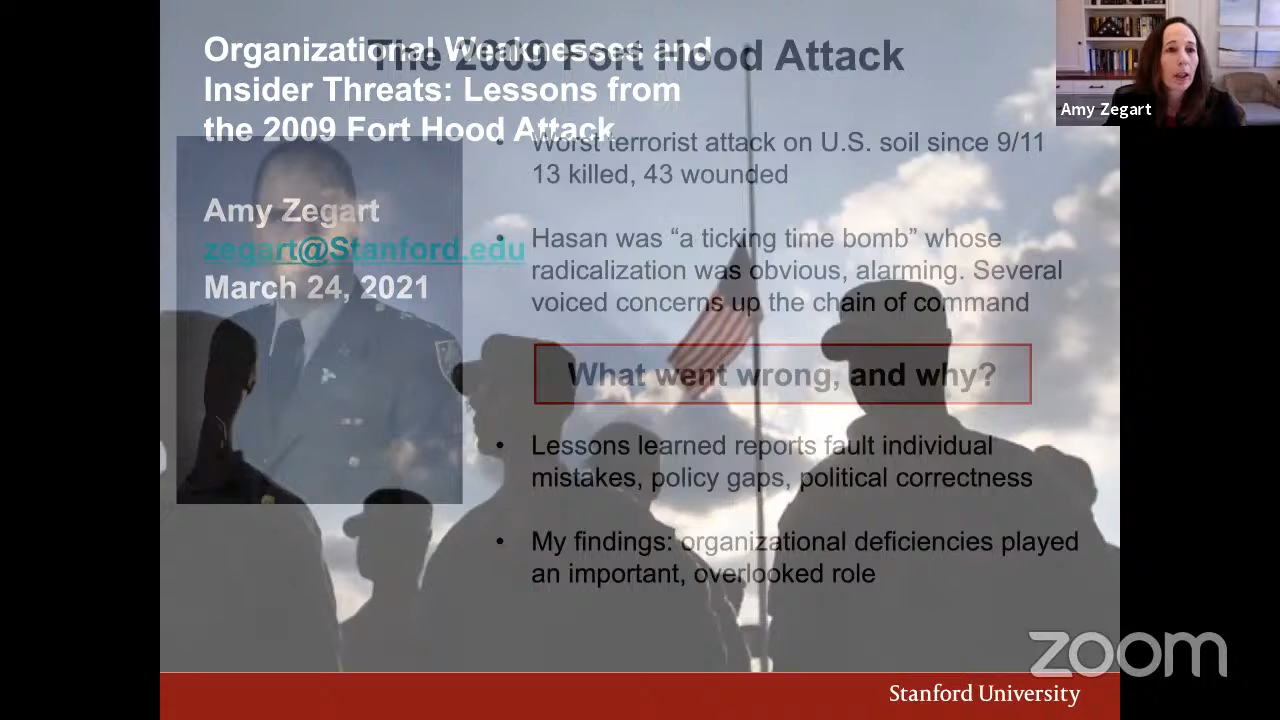 Organizational Weaknesses and
Insider Threats: Lessons from
the 2009 Fort Hood Attack
Amy Zegart
zegart@Stanford.edu
March 24, 2021
The 2009 Fort Hood Attack
• Worst terrorist attack on U.S. soil since 9/11
13 killed, 43 wounded
• Hasan was “a ticking time bomb” whose
radicalization was obvious, alarming. Several
voiced concerns up the chain of command
What went wrong, and why?
• Lessons learned reports fault individual
mistakes, policy gaps, political correctness
• My findings: organizational deficiencies played
an important, overlooked role
Amy Zegart
zoom
Stanford University